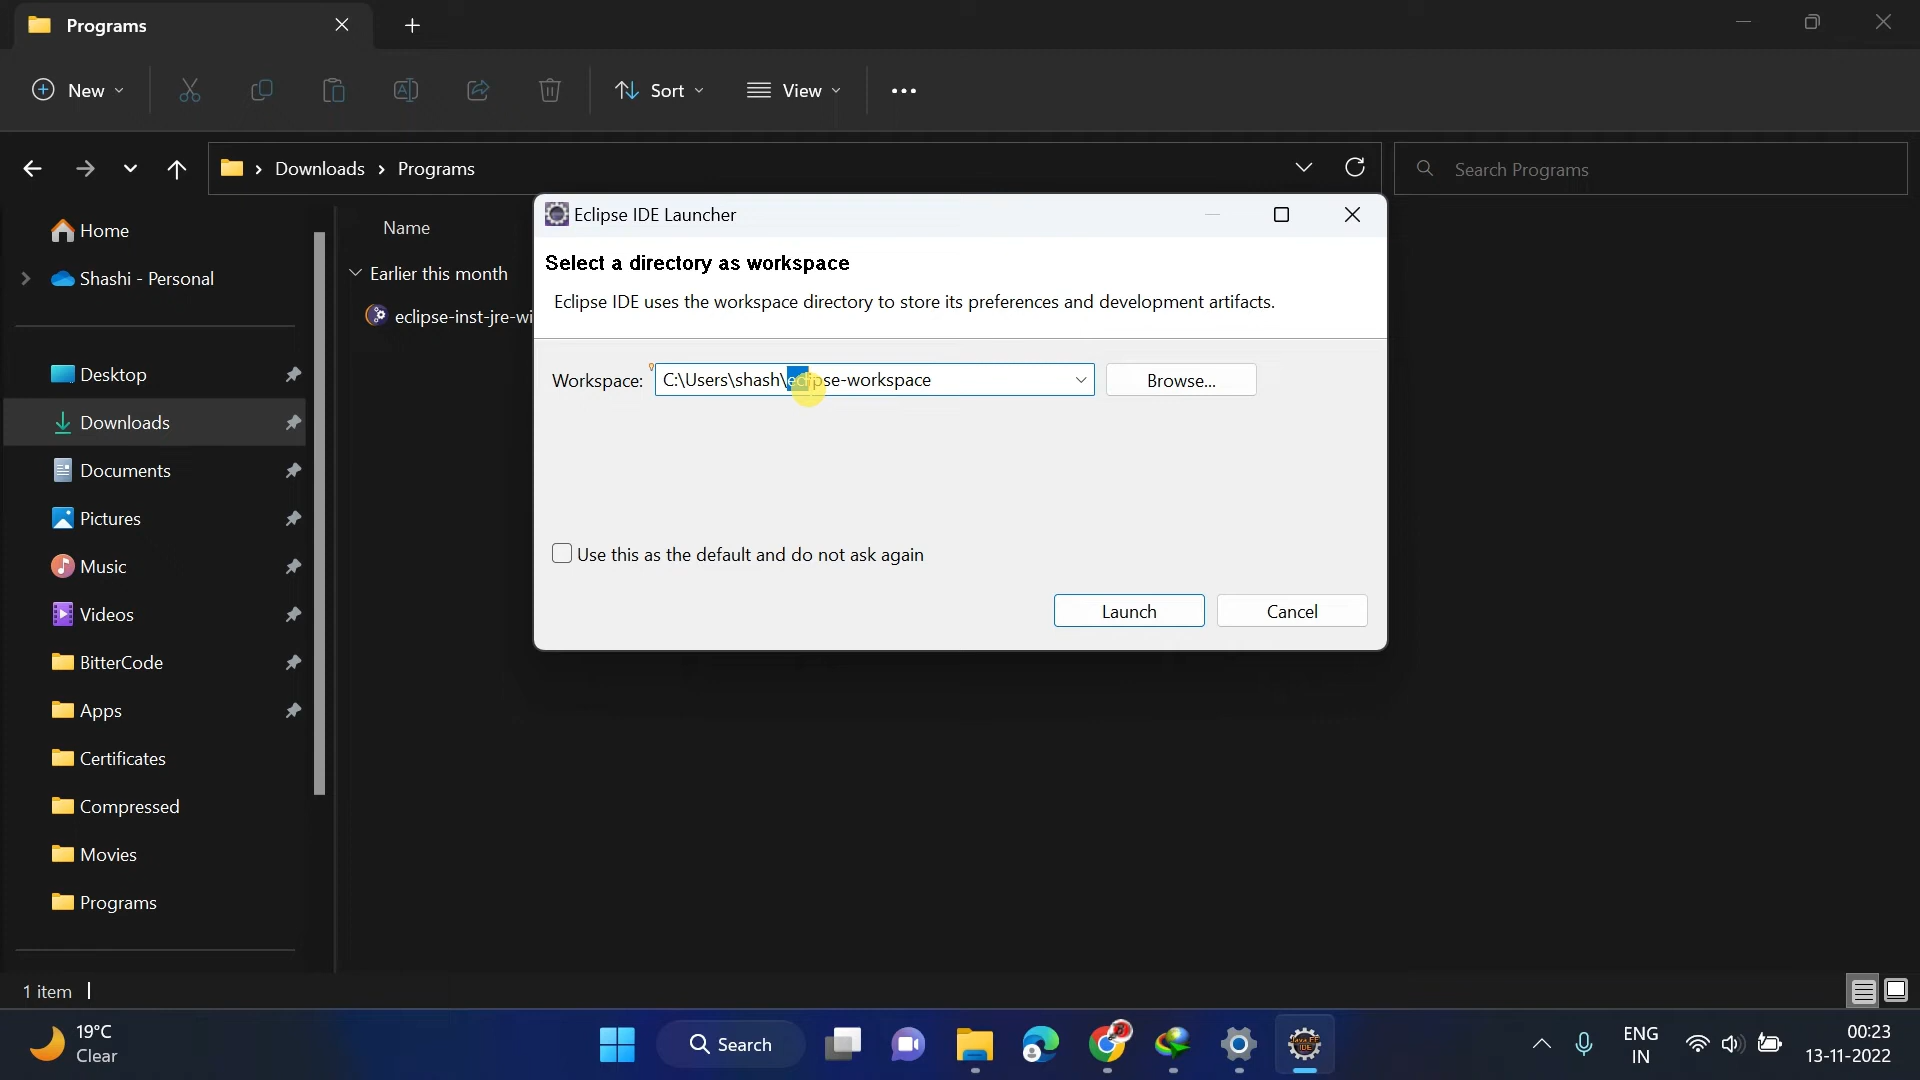 Programs
New
Sort
View
Downloads > Programs
Search Programs
Home
Shashi - Personal
Desktop
Downloads
Documents
Pictures
Music
Videos
BitterCode
Apps
Certificates
Compressed
Movies
Programs
Name
Earlier this month
eclipse-inst-jre-wi
Eclipse IDE Launcher
Select a directory as workspace
Eclipse IDE uses the workspace directory to store its preferences and development artifacts.
Workspace: C:\Users\shash\eclipse-workspace Browse...
Use this as the default and do not ask again
Launch Cancel
1 item
19°C
Clear
Search
8
JAVA EE
IDE
ENG
IN
00:23
13-11-2022